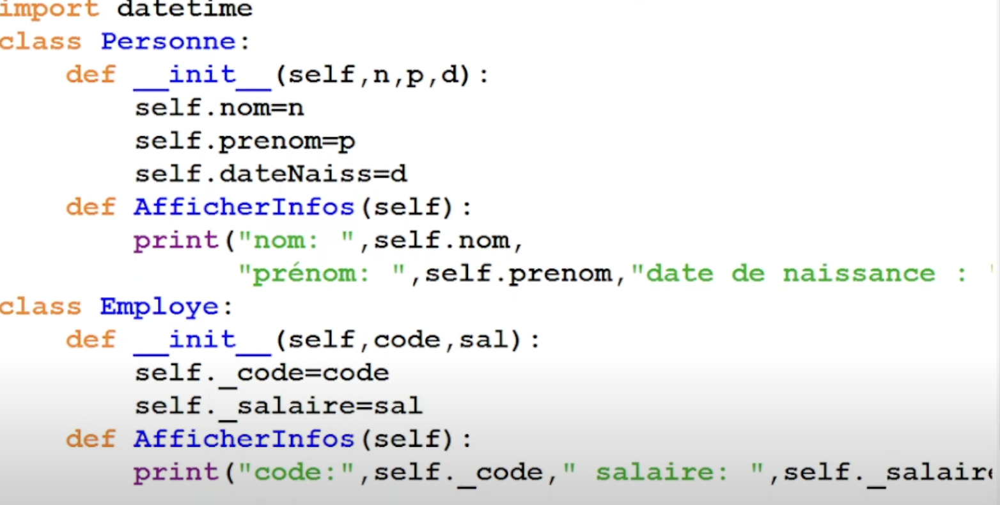 import datetime
class Personne:
    def __init__(self,n,p,d):
        self.nom=n
        self.prenom=p
        self.dateNaiss=d
    def AfficherInfos(self):
        print("nom: ",self.nom,
              "prénom: ",self.prenom,"date de naissance : "
class Employe:
    def __init__(self,code,sal):
        self._code=code
        self._salaire=sal
    def AfficherInfos(self):
        print("code:",self._code," salaire: ",self._salaire